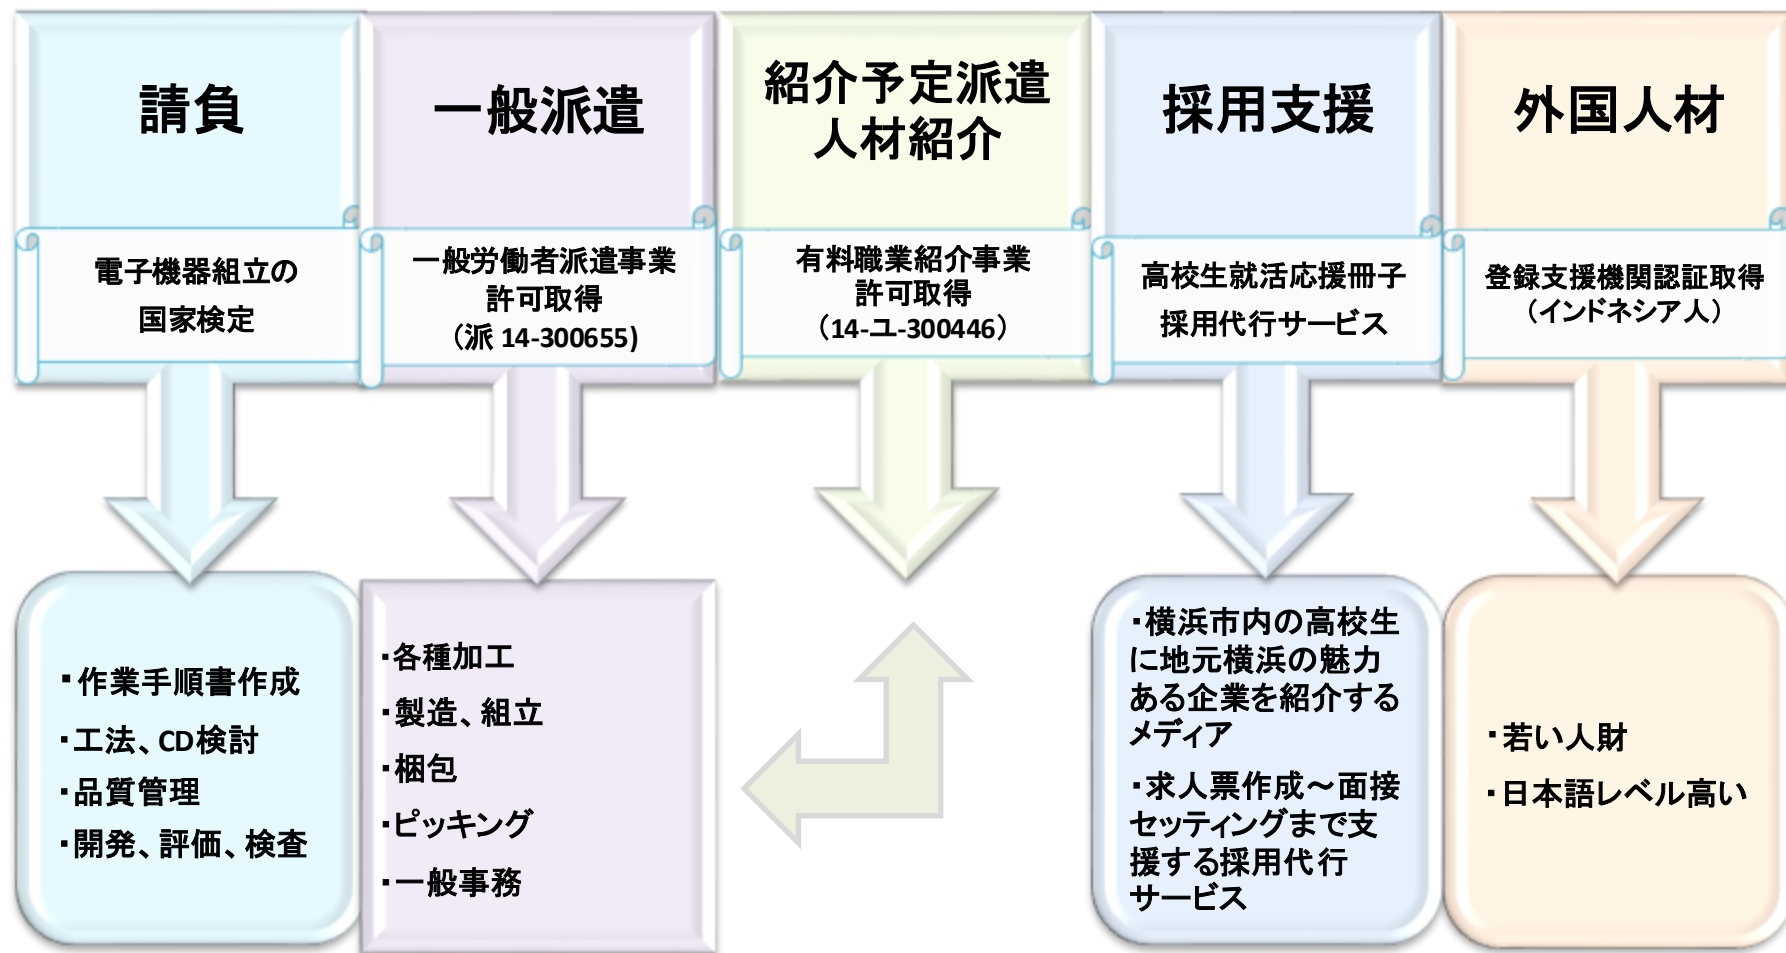 請負
電子機器組立の
国家検定
・作業手順書作成
・工法、CD検討
・品質管理
・開発、評価、検査
一般派遣
一般労働者派遣事業
許可取得
（派 14-300655)
・各種加工
・製造、組立
・梱包
・ピッキング
・一般事務
紹介予定派遣
人材紹介
有料職業紹介事業
許可取得
（14-ユ-300446）
採用支援
高校生就活応援冊子
採用代行サービス
・横浜市内の高校生
に地元横浜の魅力
ある企業を紹介する
メディア
・求人票作成～面接
セッティングまで支
援する採用代行
サービス
外国人材
登録支援機関認証取得
（インドネシア人）
・若い人財
・日本語レベル高い